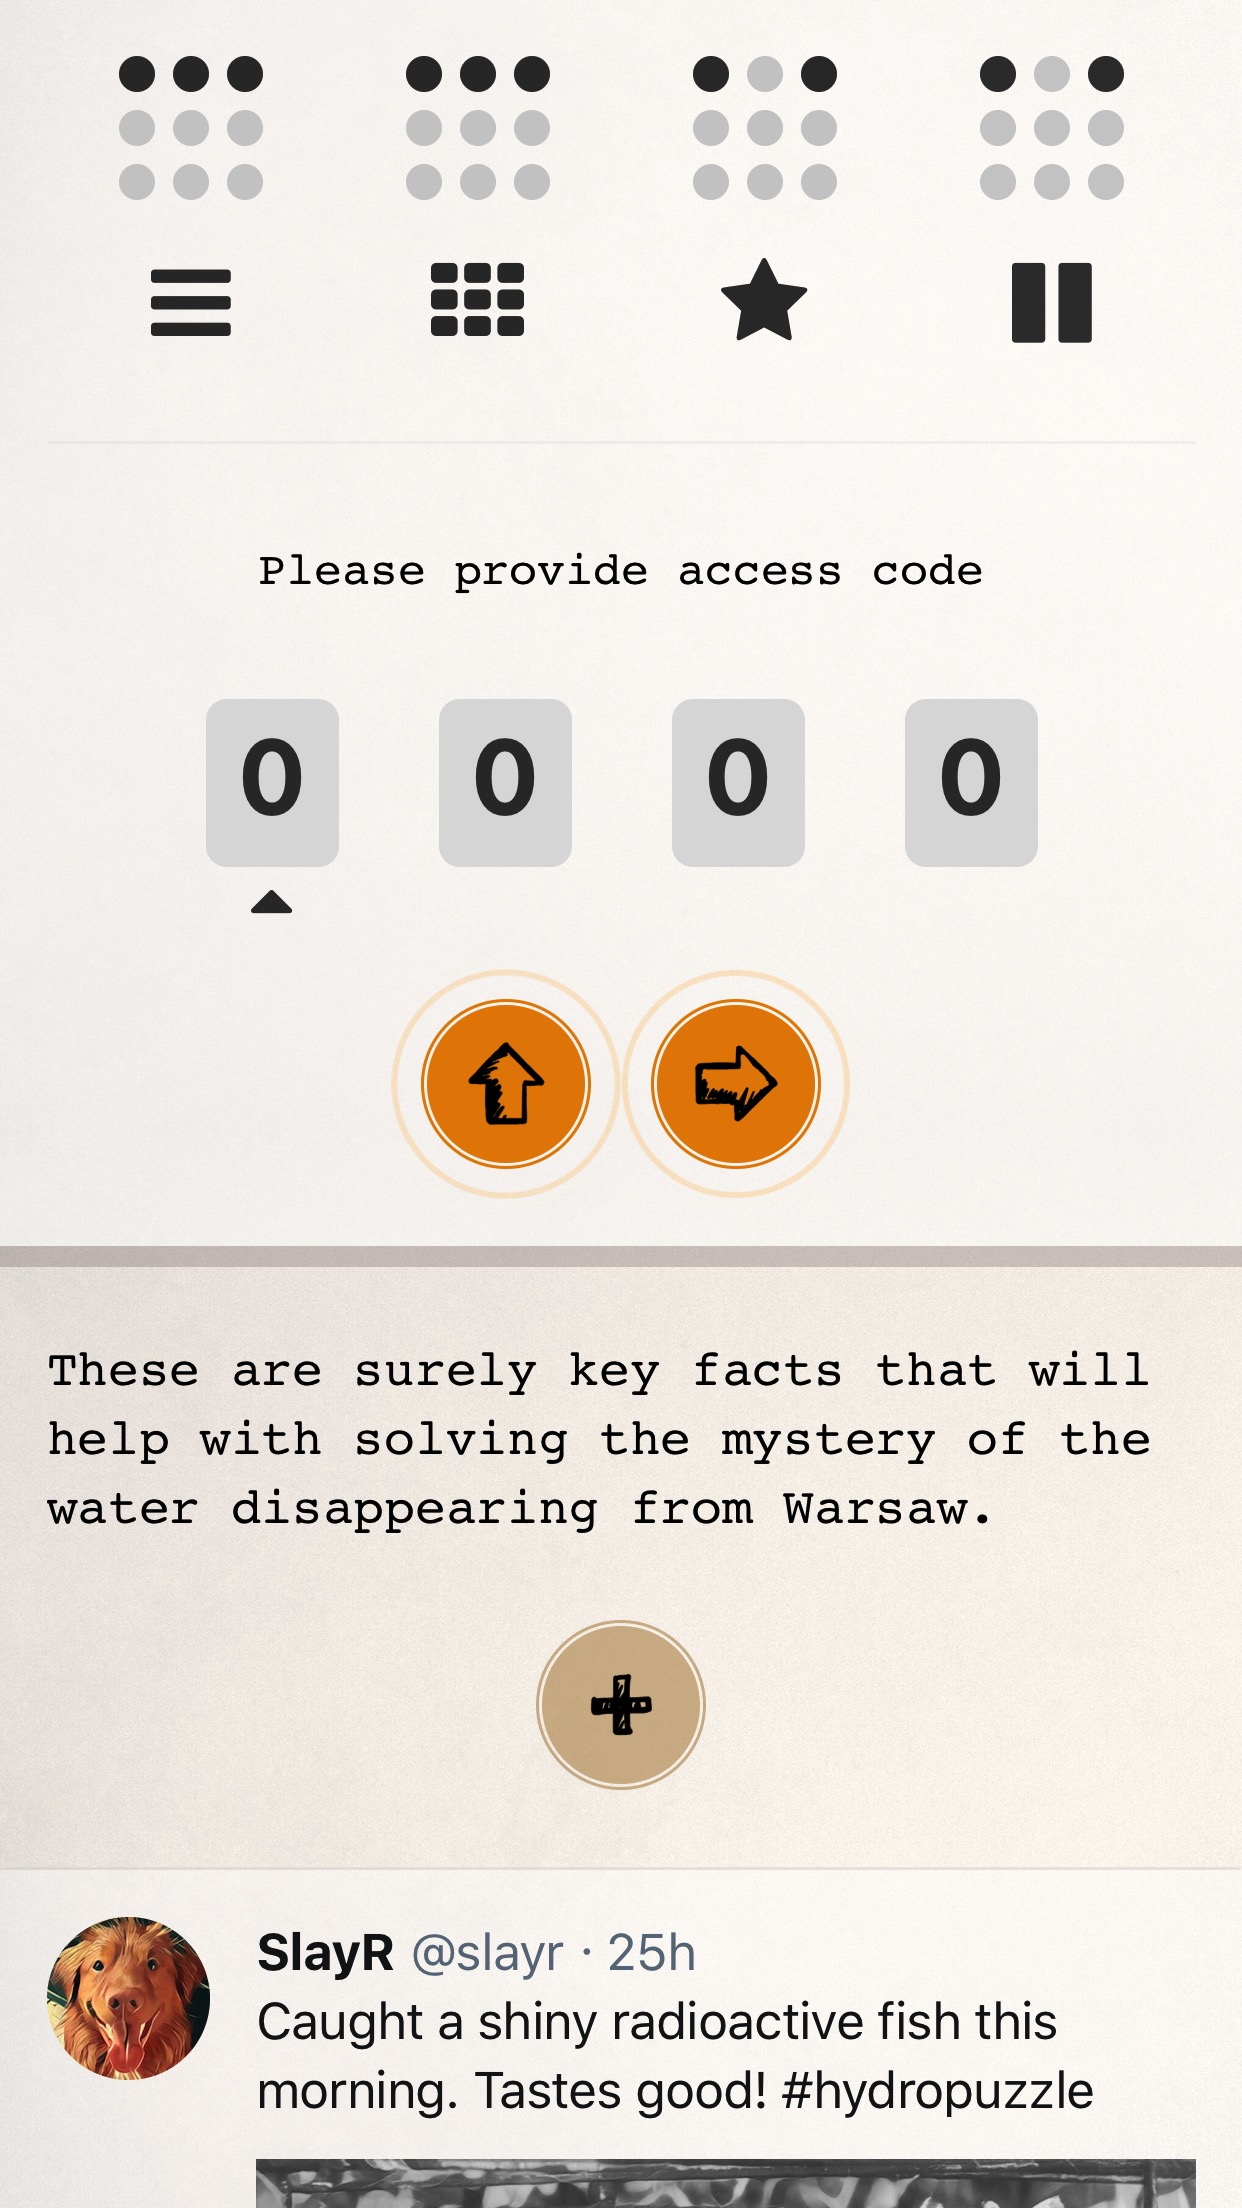 Please provide access code
0 0 0 0
These are surely key facts that will
help with solving the mystery of the
water disappearing from Warsaw.
SlayR @slayr · 25h
Caught a shiny radioactive fish this
morning. Tastes good! #hydropuzzle